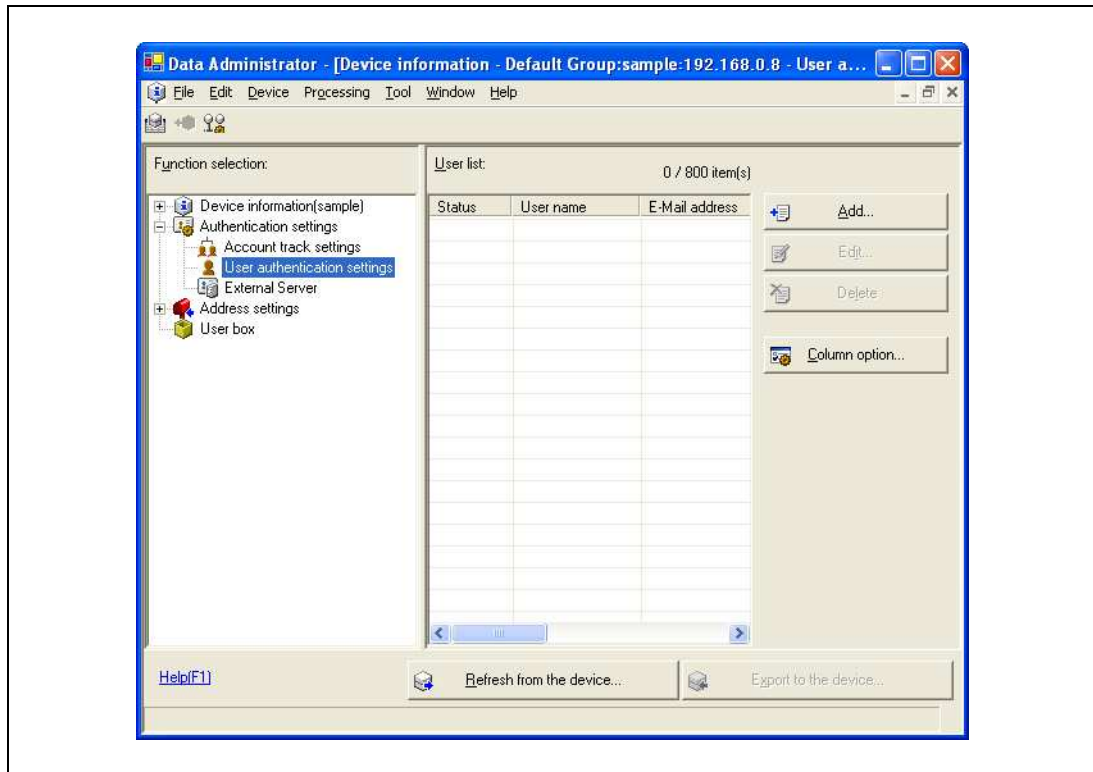 Data Administrator - [Device information - Default Group:sample:192.168.0.8 - User a...
File Edit Device Processing Tool Window Help
Function selection:
User list:
0 / 800 item(s)
Device information(sample)
Authentication settings
Account track settings
User authentication settings
External Server
Address settings
User box
Status User name E-Mail address
Add...
Edit...
Delete
Column option...
Help(F1)
Refresh from the device...
Export to the device...